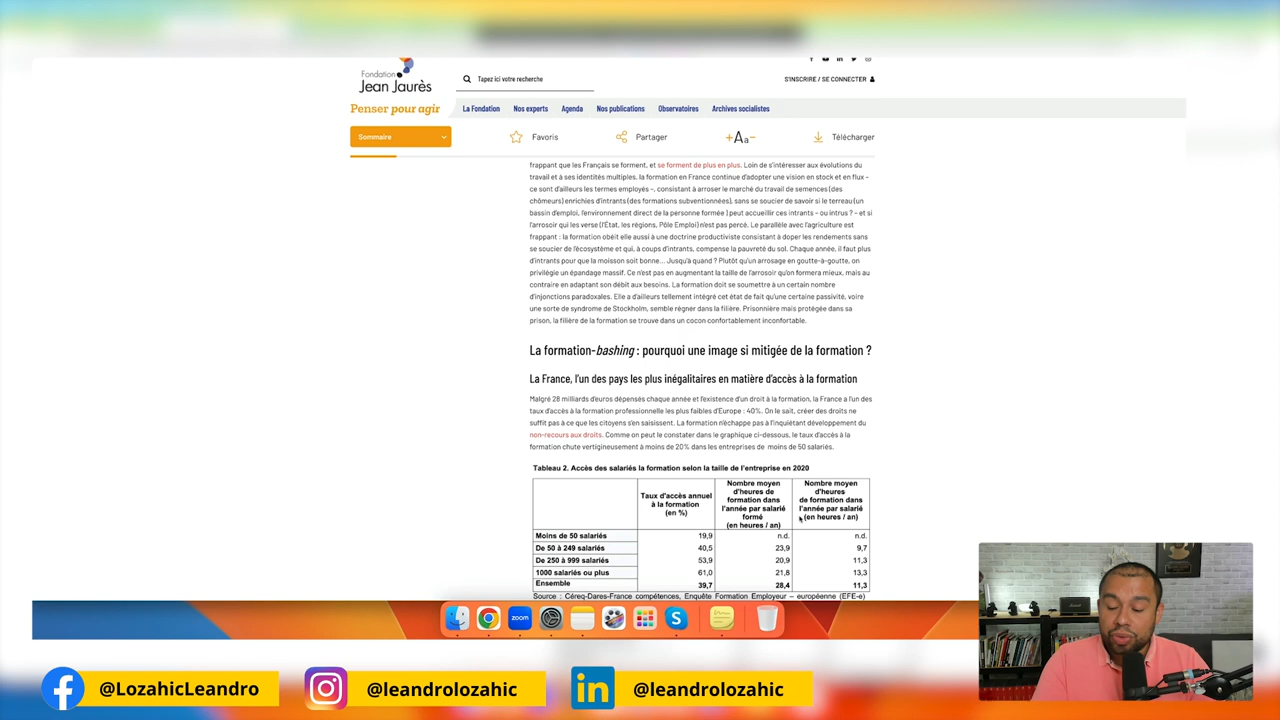 Fondation
Jean Jaurès
Penser pour agir
Tapez ici votre recherche
S'INSCRIRE / SE CONNECTER
La Fondation Nos experts Agenda Nos publications Observatoires Archives socialistes
Sommaire
Favoris
Partager
+Aa-
Télécharger
frappant que les Français se forment, et se forment de plus en plus. Loin de s'intéresser aux évolutions du
travail et à ses identités multiples, la formation en France continue d'adopter une vision en stock et en flux –
ce sont d'ailleurs les termes employés –, consistant à arroser le marché du travail de semences (des
chômeurs) enrichies d'intrants (des formations subventionnées), sans se soucier de savoir si le terreau (un
bassin d'emploi, l'environnement direct de la personne formée ) peut accueillir ces intrants – ou intrus ? – et si
l'arrosoir qui les verse (l'État, les régions, Pôle Emploi) n'est pas percé. Le parallèle avec l'agriculture est
frappant : la formation obéit elle aussi à une doctrine productiviste consistant à doper les rendements sans
se soucier de l'écosystème et qui, à coups d'intrants, compense la pauvreté du sol. Chaque année, il faut plus
d'intrants pour que la moisson soit bonne... Jusqu'à quand ? Plutôt qu'un arrosage en goutte-à-goutte, on
privilégie un épandage massif. Ce n'est pas en augmentant la taille de l'arrosoir qu'on formera mieux, mais au
contraire en adaptant son débit aux besoins. La formation doit se soumettre à un certain nombre
d'injonctions paradoxales. Elle a d'ailleurs tellement intégré cet état de fait qu'une certaine passivité, voire
une sorte de syndrome de Stockholm, semble régner dans la filière. Prisonnière mais protégée dans sa
prison, la filière de la formation se trouve dans un cocon confortablement inconfortable.
La formation-bashing : pourquoi une image si mitigée de la formation ?
La France, l'un des pays les plus inégalitaires en matière d'accès à la formation
Malgré 28 milliards d'euros dépensés chaque année et l'existence d'un droit à la formation, la France a l'un des
taux d'accès à la formation professionnelle les plus faibles d'Europe : 40%. On le sait, créer des droits ne
suffit pas à ce que les citoyens s'en saisissent. La formation n'échappe pas à l'inquiétant développement du
non-recours aux droits. Comme on peut le constater dans le graphique ci-dessous, le taux d'accès à la
formation chute vertigineusement à moins de 20% dans les entreprises de moins de 50 salariés.
Tableau 2. Accès des salariés la formation selon la taille de l'entreprise en 2020
Taux d'accès annuel
à la formation
(en %)
Nombre moyen
d'heures de
formation dans
l'année par salarié
formé
(en heures / an)
Nombre moyen
d'heures
de formation dans
l'année par salarié
(en heures / an)
Moins de 50 salariés 19,9 n.d. n.d.
De 50 à 249 salariés 40,5 23,9 9,7
De 250 à 999 salariés 53,9 20,9 11,3
1000 salariés ou plus 61,0 21,8 13,3
Ensemble 39,7 28,4 11,3
Source : Céreq-Dares-France compétences, Enquête Formation Employeur – européenne (EFE-e)
zoom
@LozahicLeandro
@leandrolozahic
@leandrolozahic